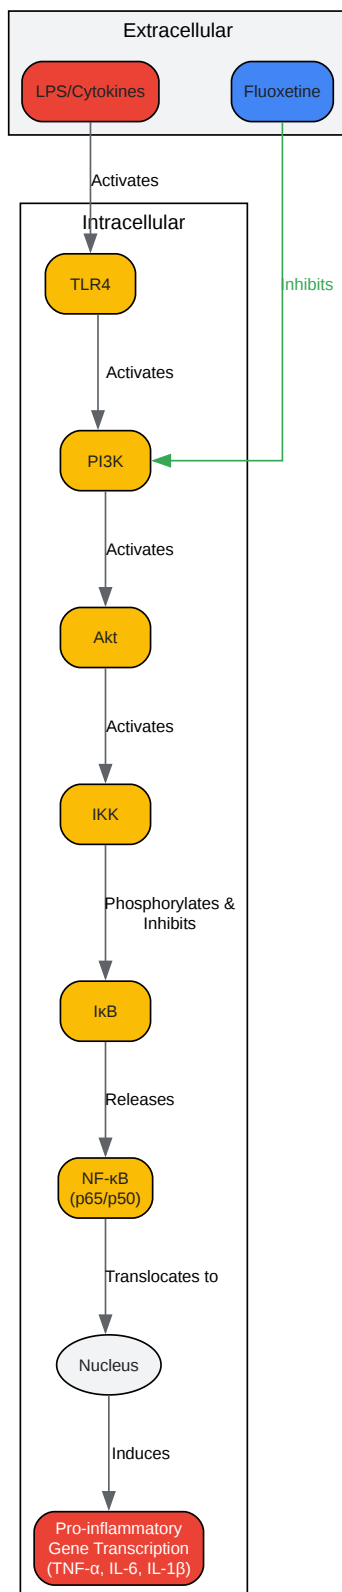 Extracellular
LPS/Cytokines
Fluoxetine
Activates
Intracellular
TLR4
Inhibits
Activates
PI3K
Activates
Akt
Activates
IKK
Phosphorylates &
Inhibits
IκB
Releases
NF-κB
(p65/p50)
Translocates to
Nucleus
Induces
Pro-inflammatory
Gene Transcription
(TNF-α, IL-6, IL-1β)